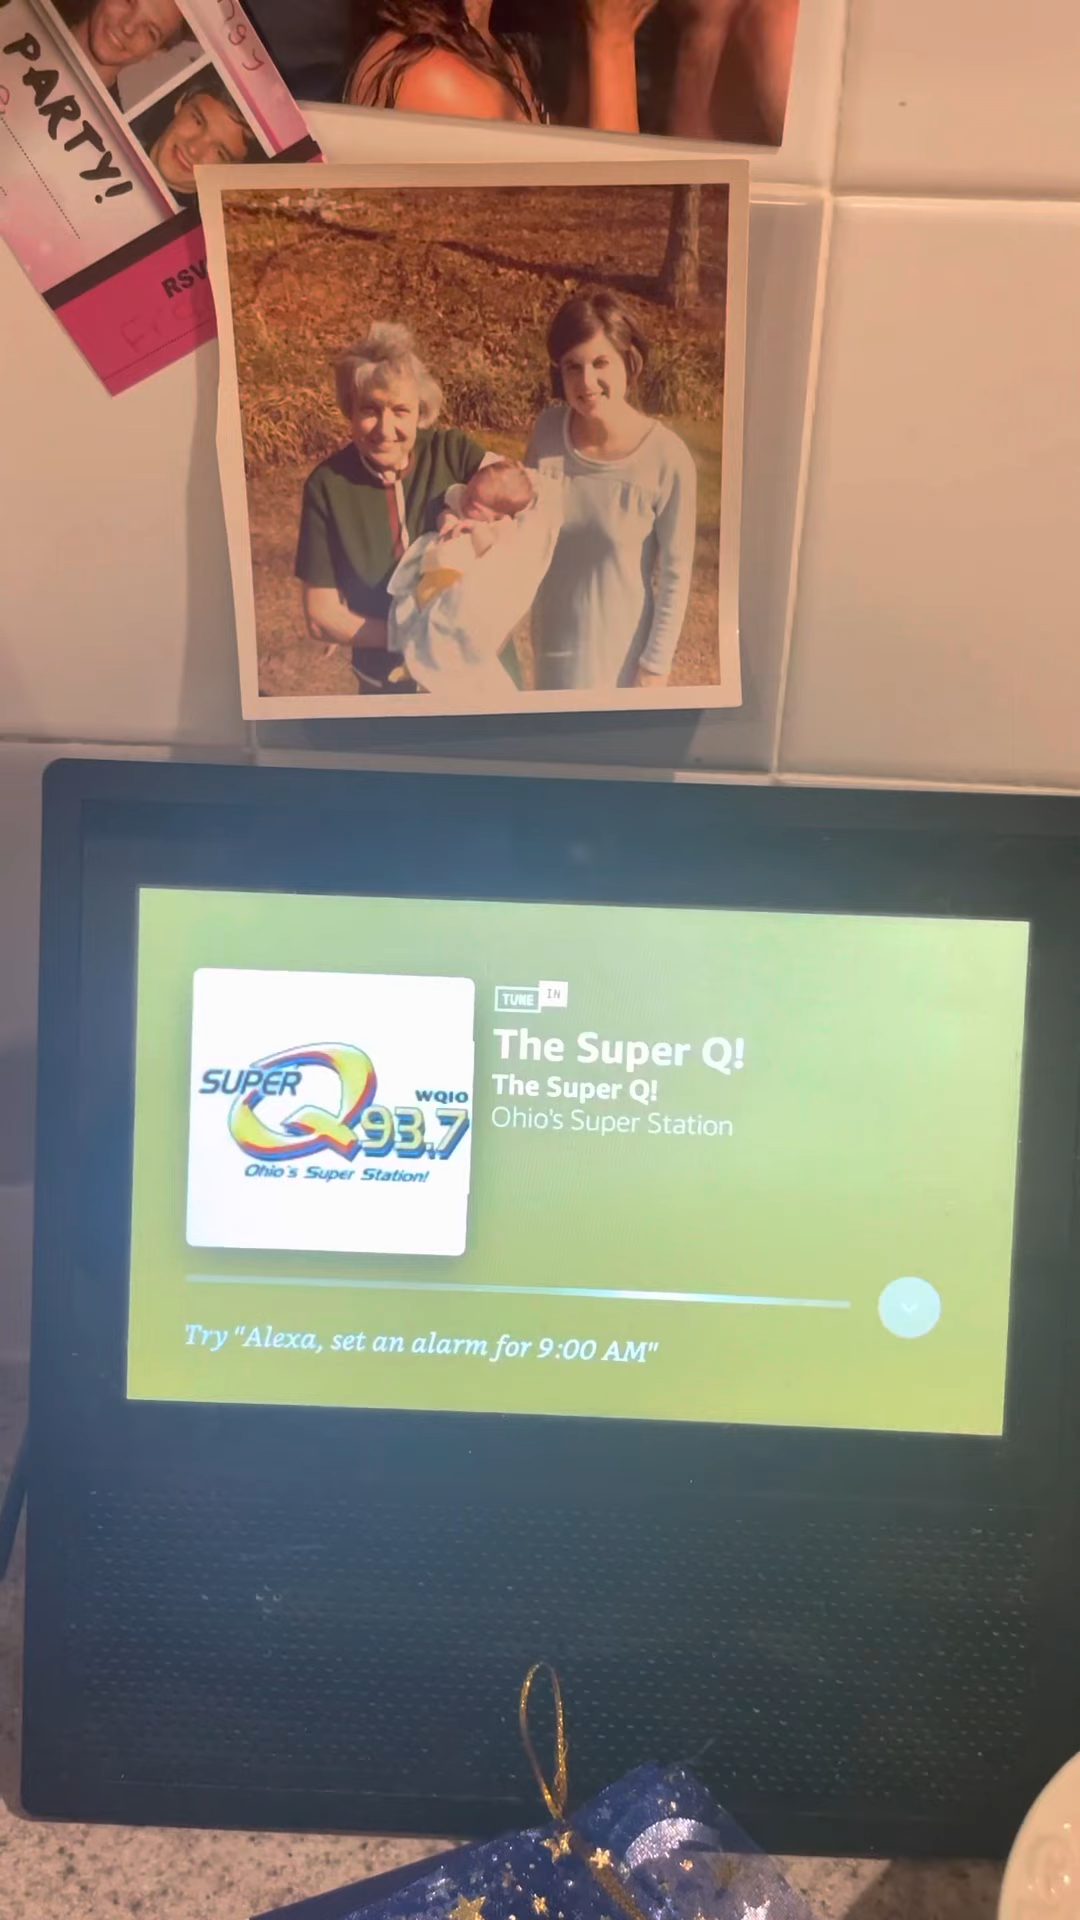 PARTY!
RSV
TUNE IN
The Super Q!
The Super Q!
Ohio's Super Station
SUPER
Q
WQIO
93.7
Ohio's Super Station!
Try "Alexa, set an alarm for 9:00 AM"